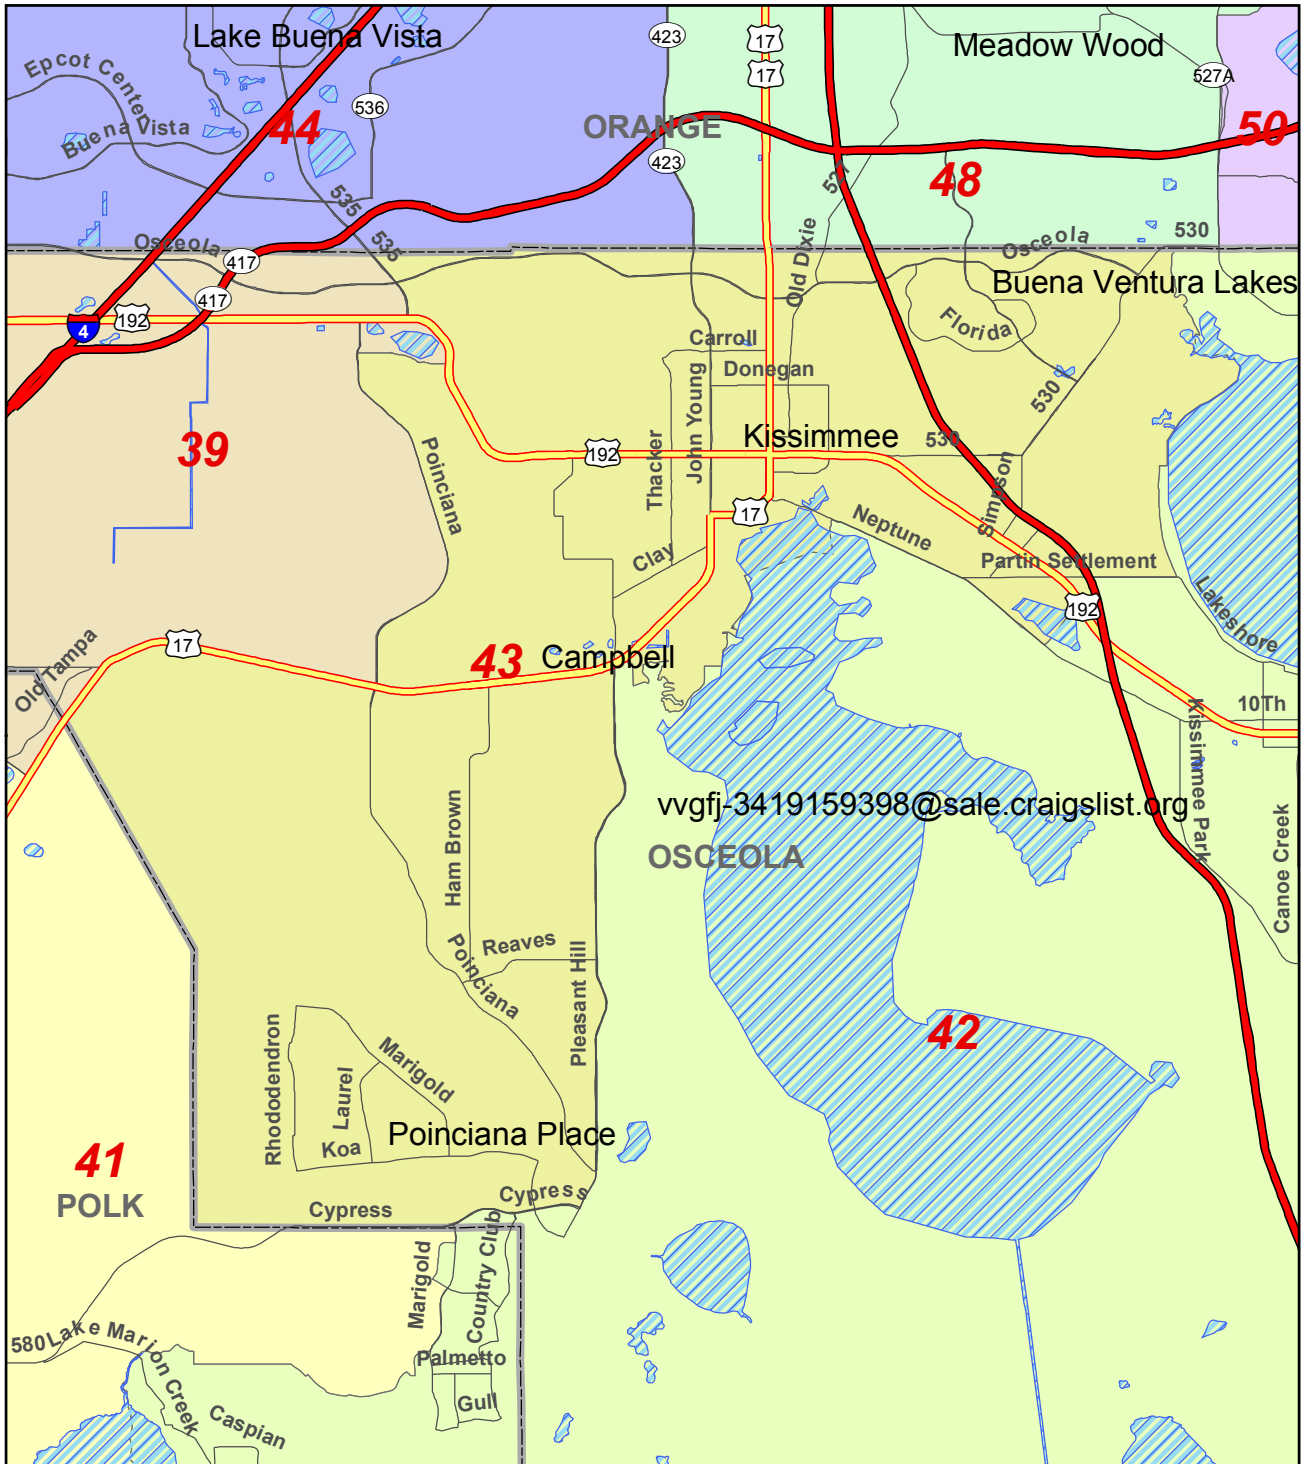 Lake Buena Vista
423
17
17
Meadow Wood
527A
Epcot Center
536
Buena Vista
44
ORANGE
50
423
48
527
535
535
Osceola
417
417
Old Dixie
Osceola
530
Buena Ventura Lakes
4
192
Florida
Carroll
Donegan
John Young
530
39
Poinciana
192
Thacker
Kissimmee
530
Simpson
17
Neptune
Clay
Partin Settlement
192
Lakeshore
Old Tampa
17
43
Campbell
10Th
Kissimmee Park
vvgfj-3419159398@sale.craigslist.org
OSCEOLA
Ham Brown
Canoe Creek
Reaves
Poinciana
Pleasant Hill
42
Rhododendron
Laurel
Marigold
Koa
Poinciana Place
41
POLK
Cypress
Cypress
Marigold
Country Club
580
Lake Marion Creek
Palmetto
Gull
Caspian